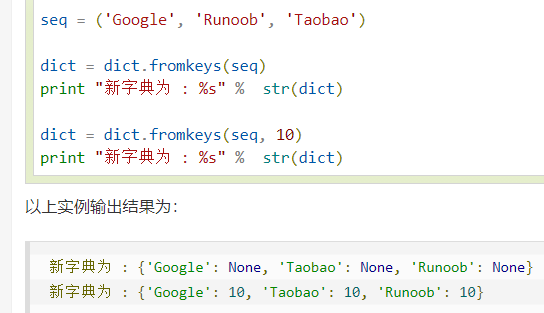 seq = ('Google', 'Runoob', 'Taobao')
dict = dict.fromkeys(seq)
print "新字典为 : %s" %  str(dict)
dict = dict.fromkeys(seq, 10)
print "新字典为 : %s" %  str(dict)
以上实例输出结果为：
新字典为 : {'Google': None, 'Taobao': None, 'Runoob': None}
新字典为 : {'Google': 10, 'Taobao': 10, 'Runoob': 10}